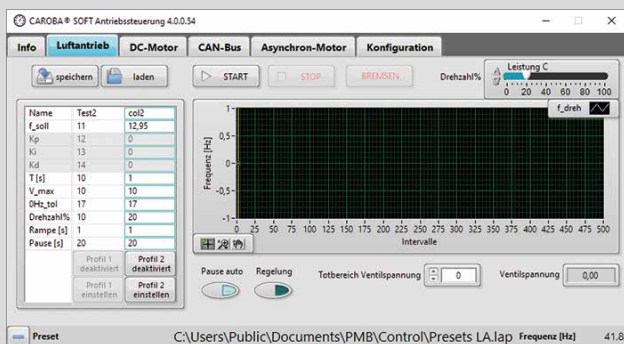 CAROBA® SOFT Antriebssteuerung 4.0.0.54
Info Luftantrieb DC-Motor CAN-Bus Asynchron-Motor Konfiguration
speichern laden START STOP BREMSEN Drehzahl% Leistung C
0 20 40 60 80 100
f_dreh
Name Test2 col2
f_soll 11 12,95
Kp 12 0
Ki 13 0
Kd 14 0
T [s] 10 1
V_max 10 10
0Hz_tol 17 17
Drehzahl% 10 20
Rampe [s] 1 1
Pause [s] 20 20
Profil 1 deaktiviert
Profil 2 deaktiviert
Profil 1 einstellen
Profil 2 einstellen
Frequenz [Hz]
1
0,5
0
-0,5
-1
0 25 50 75 100 125 150 175 200 225 250 275 300 325 350 375 400 425 450 475 500
Intervalle
Pause auto Regelung Totbereich Ventilspannung 0 Ventilspannung 0,00
Preset C:\Users\Public\Documents\PMB\Control\Presets LA.lap Frequenz [Hz] 41,8